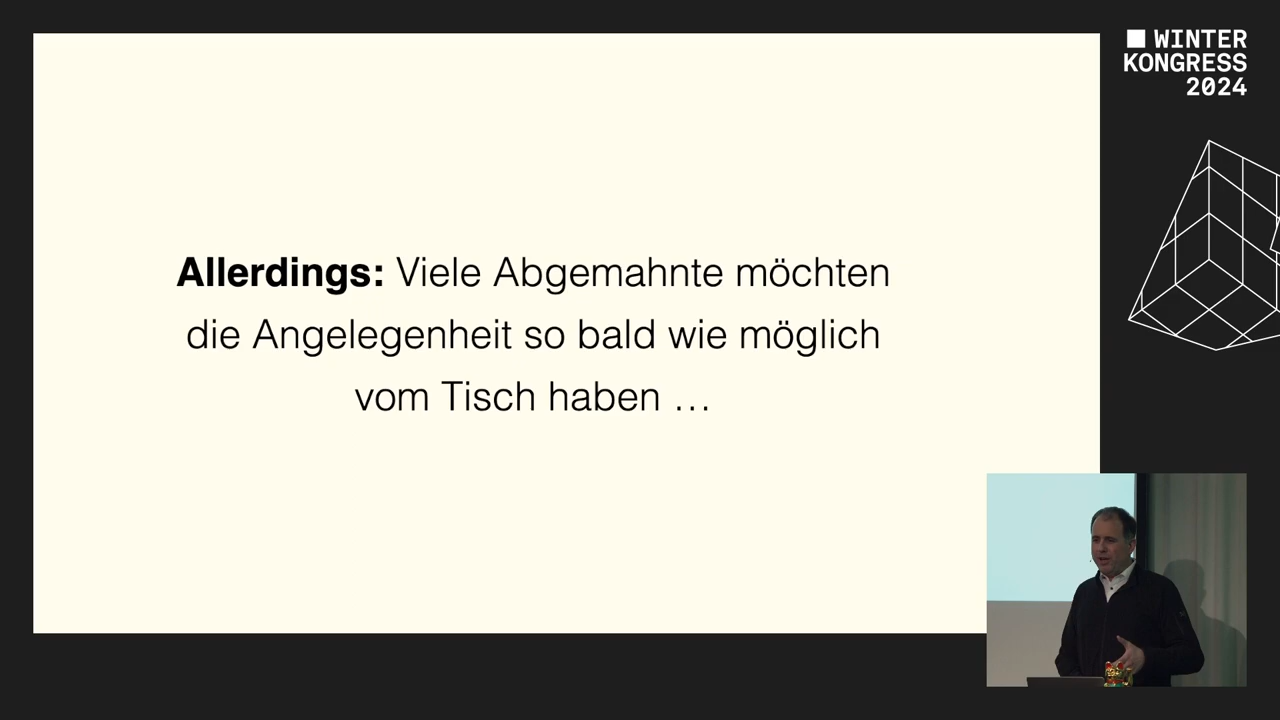 Allerdings: Viele Abgemahnte möchten
die Angelegenheit so bald wie möglich
vom Tisch haben …
WINTER
KONGRESS
2024